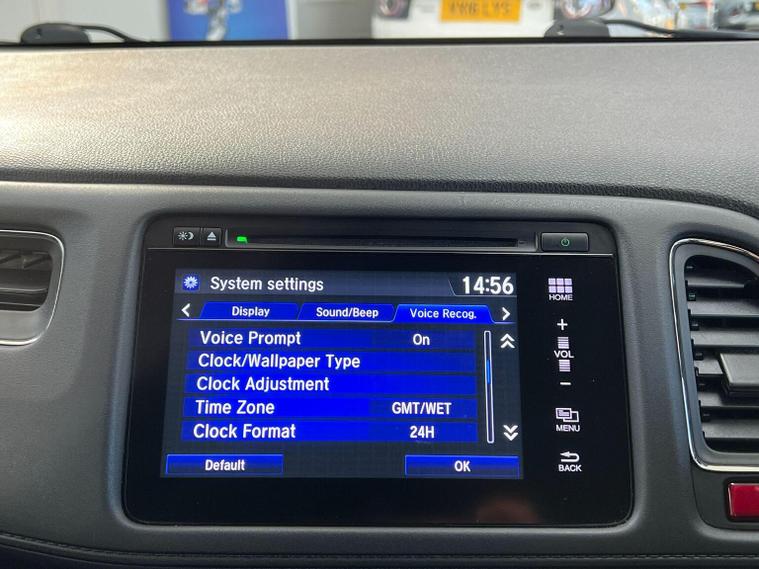 System settings 14:56
Display Sound/Beep Voice Recog.
Voice Prompt On
Clock/Wallpaper Type
Clock Adjustment
Time Zone GMT/WET
Clock Format 24H
Default OK
HOME
+
VOL
−
MENU
BACK